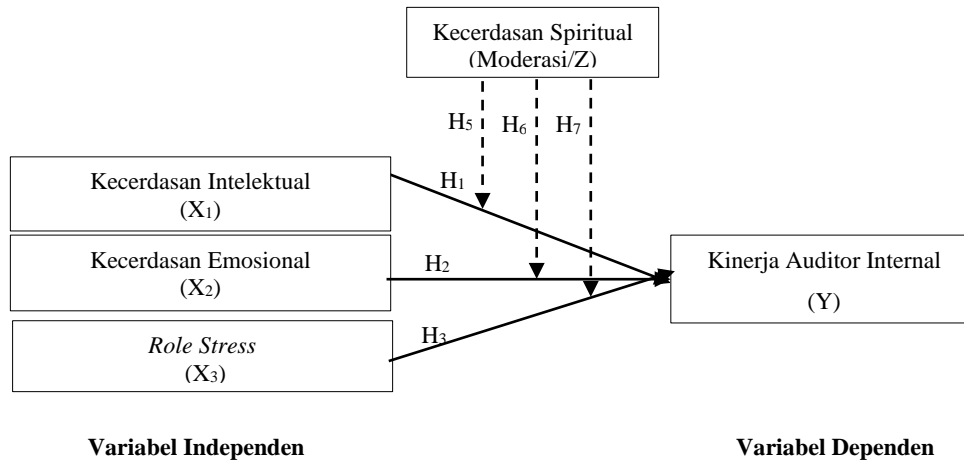 Kecerdasan Spiritual
(Moderasi/Z)
H5 H6 H7
Kecerdasan Intelektual
(X1)
H1
Kecerdasan Emosional
(X2)
H2
Kinerja Auditor Internal
(Y)
Role Stress
(X3)
H3
Variabel Independen
Variabel Dependen